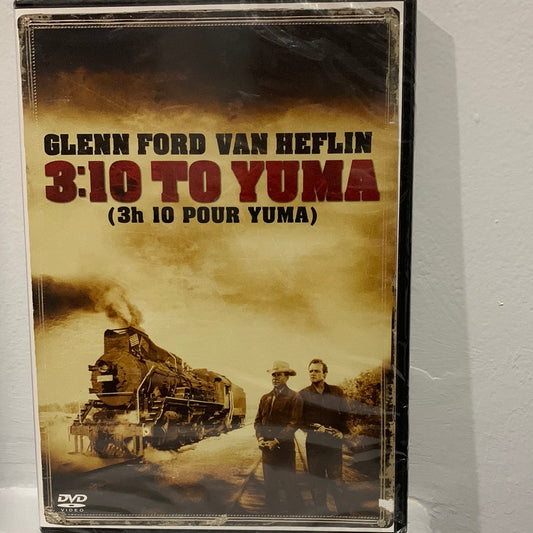 GLENN FORD VAN HEFLIN
3:10 TO YUMA
(3h 10 POUR YUMA)
DVD
VIDEO